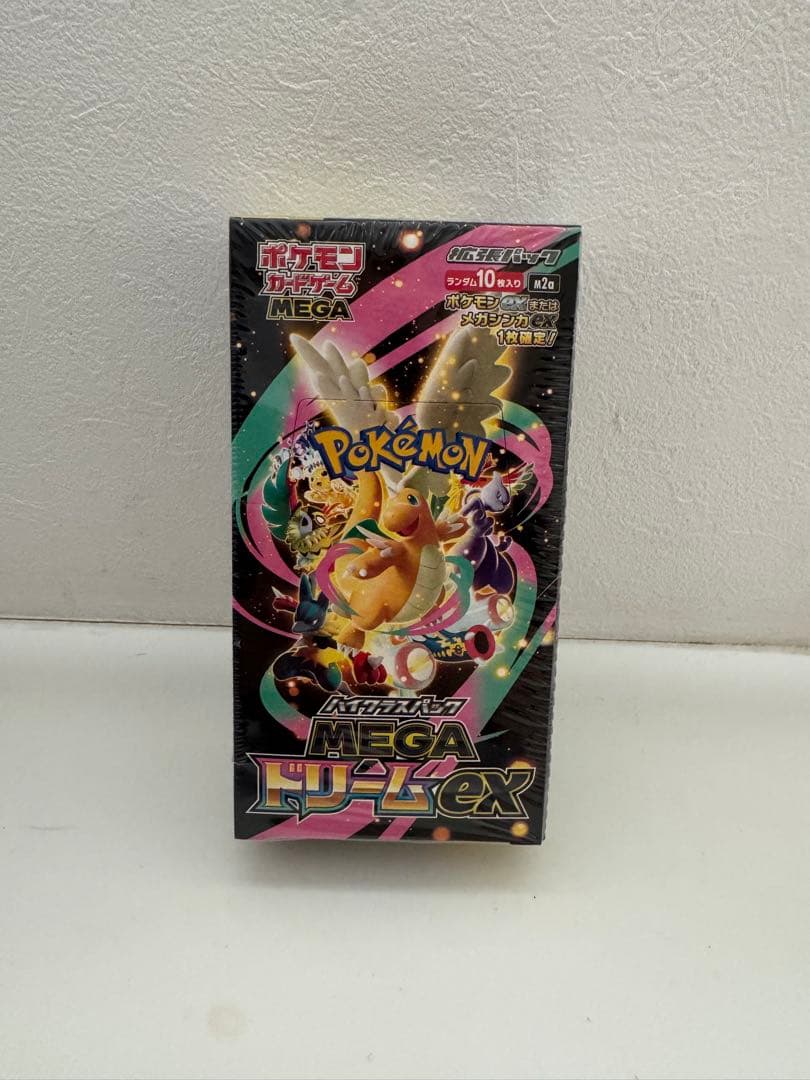 ポケモン
カードゲーム
MEGA
拡張パック
ランダム10枚入り
M2a
ポケモンexまたは
メガシンカex
1枚確定!
POKéMON
ハイクラスパック
MEGA
ドリームex